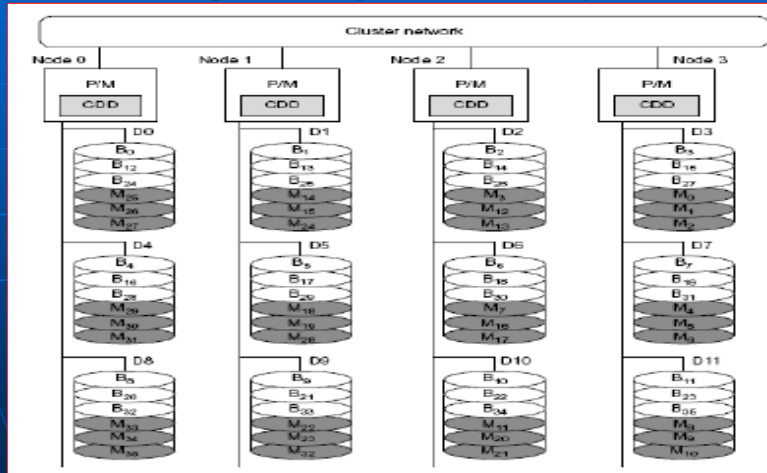 Cluster network
Node 0 Node 1 Node 2 Node 3
P/M P/M P/M P/M
CDD CDD CDD CDD
D0 D1 D2 D3
B0 B1 B2 B3
B12 B13 B14 B15
B24 B25 B26 B27
M25 M14 M3 M0
M26 M15 M12 M1
M27 M24 M13 M2
D4 D5 D6 D7
B4 B5 B6 B7
B16 B17 B18 B19
B28 B29 B30 B31
M29 M18 M7 M4
M30 M19 M16 M5
M31 M28 M17 M6
D8 D9 D10 D11
B8 B9 B10 B11
B20 B21 B22 B23
B32 B33 B34 B35
M33 M22 M11 M8
M34 M23 M20 M9
M35 M32 M21 M10